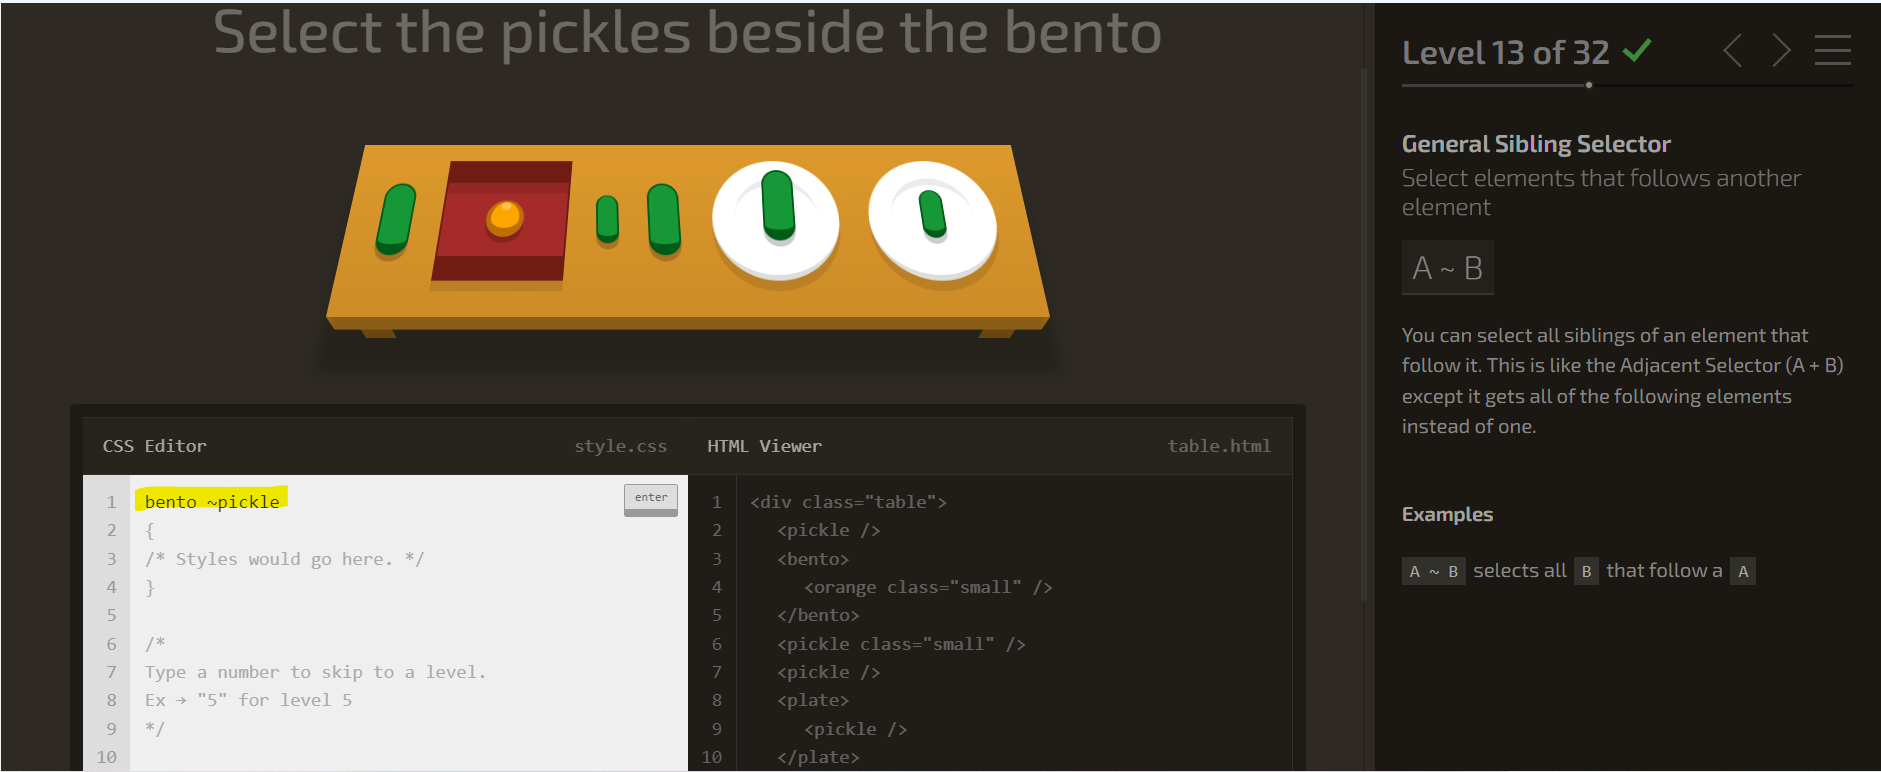 Select the pickles beside the bento
CSS Editor style.css
1 bento ~pickle
enter
2 {
3 /* Styles would go here. */
4 }
5
6 /*
7 Type a number to skip to a level.
8 Ex → "5" for level 5
9 */
10
HTML Viewer table.html
1 <div class="table">
2 <pickle />
3 <bento>
4 <orange class="small" />
5 </bento>
6 <pickle class="small" />
7 <pickle />
8 <plate>
9 <pickle />
10 </plate>
Level 13 of 32
General Sibling Selector
Select elements that follows another
element
A ~ B
You can select all siblings of an element that
follow it. This is like the Adjacent Selector (A + B)
except it gets all of the following elements
instead of one.
Examples
A ~ B selects all B that follow a A